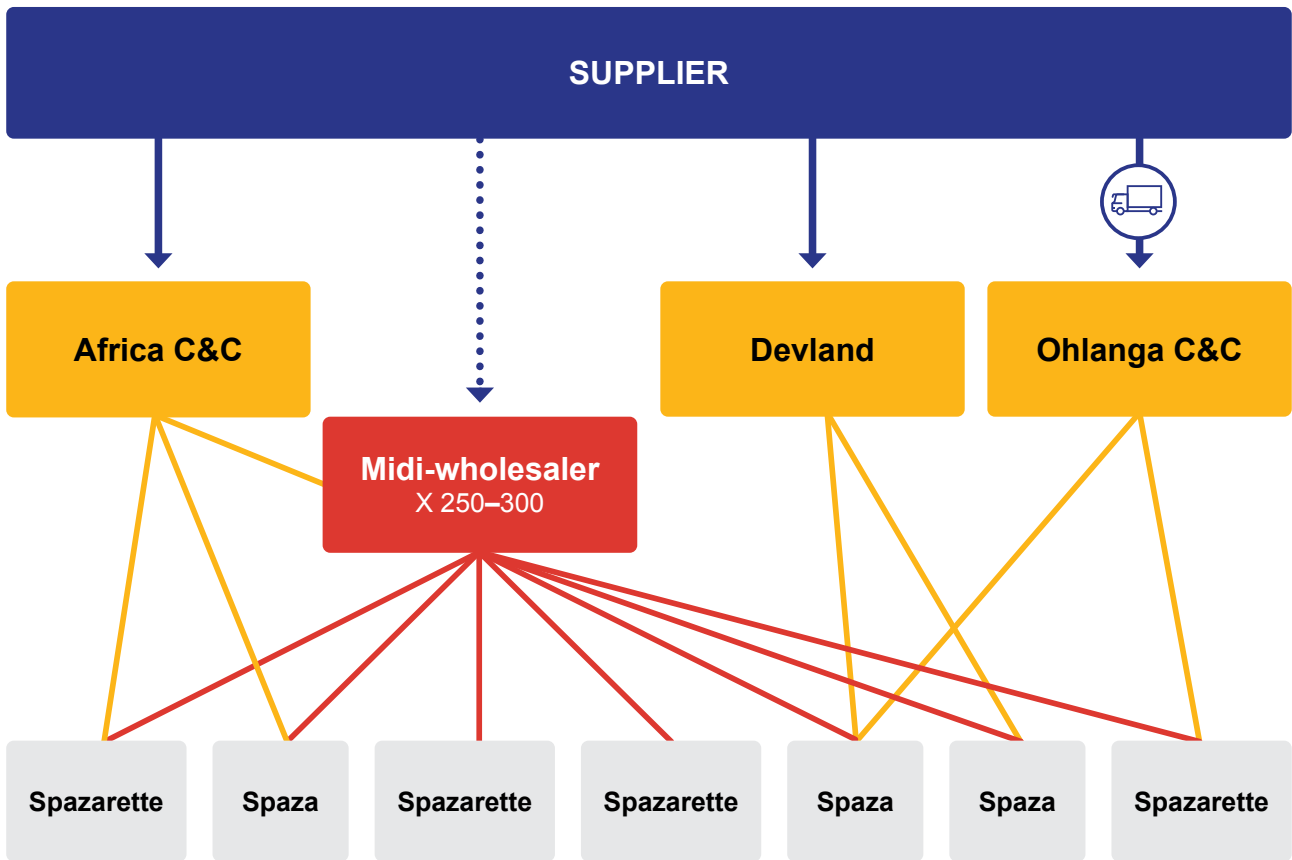 SUPPLIER
Africa C&C
Devland
Ohlanga C&C
Midi-wholesaler
X 250–300
Spazarette
Spaza
Spazarette
Spazarette
Spaza
Spaza
Spazarette